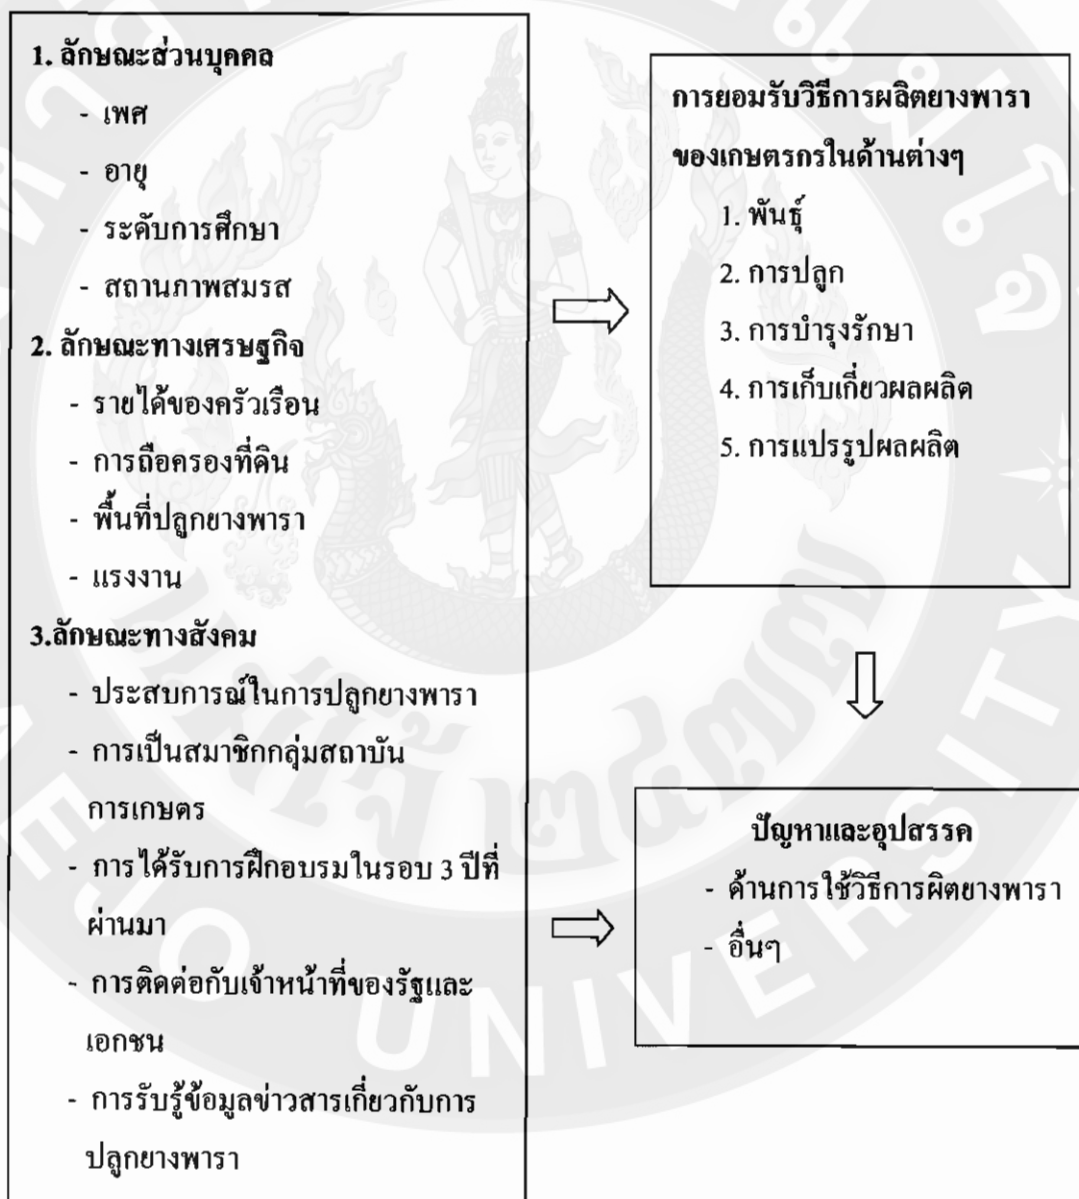 1. ลักษณะส่วนบุคคล
- เพศ
- อายุ
- ระดับการศึกษา
- สถานภาพสมรส
2. ลักษณะทางเศรษฐกิจ
- รายได้ของครัวเรือน
- การถือครองที่ดิน
- พื้นที่ปลูกยางพารา
- แรงงาน
3.ลักษณะทางสังคม
- ประสบการณ์ในการปลูกยางพารา
- การเป็นสมาชิกกลุ่มสถาบัน
การเกษตร
- การได้รับการฝึกอบรมในรอบ 3 ปีที่
ผ่านมา
- การติดต่อกับเจ้าหน้าที่ของรัฐและ
เอกชน
- การรับรู้ข้อมูลข่าวสารเกี่ยวกับการ
ปลูกยางพารา
การยอมรับวิธีการผลิตยางพารา
ของเกษตรกรในด้านต่างๆ
1. พันธุ์
2. การปลูก
3. การบำรุงรักษา
4. การเก็บเกี่ยวผลผลิต
5. การแปรรูปผลผลิต
ปัญหาและอุปสรรค
- ด้านการใช้วิธีการผิตยางพารา
- อื่นๆ
UNIVERSITY